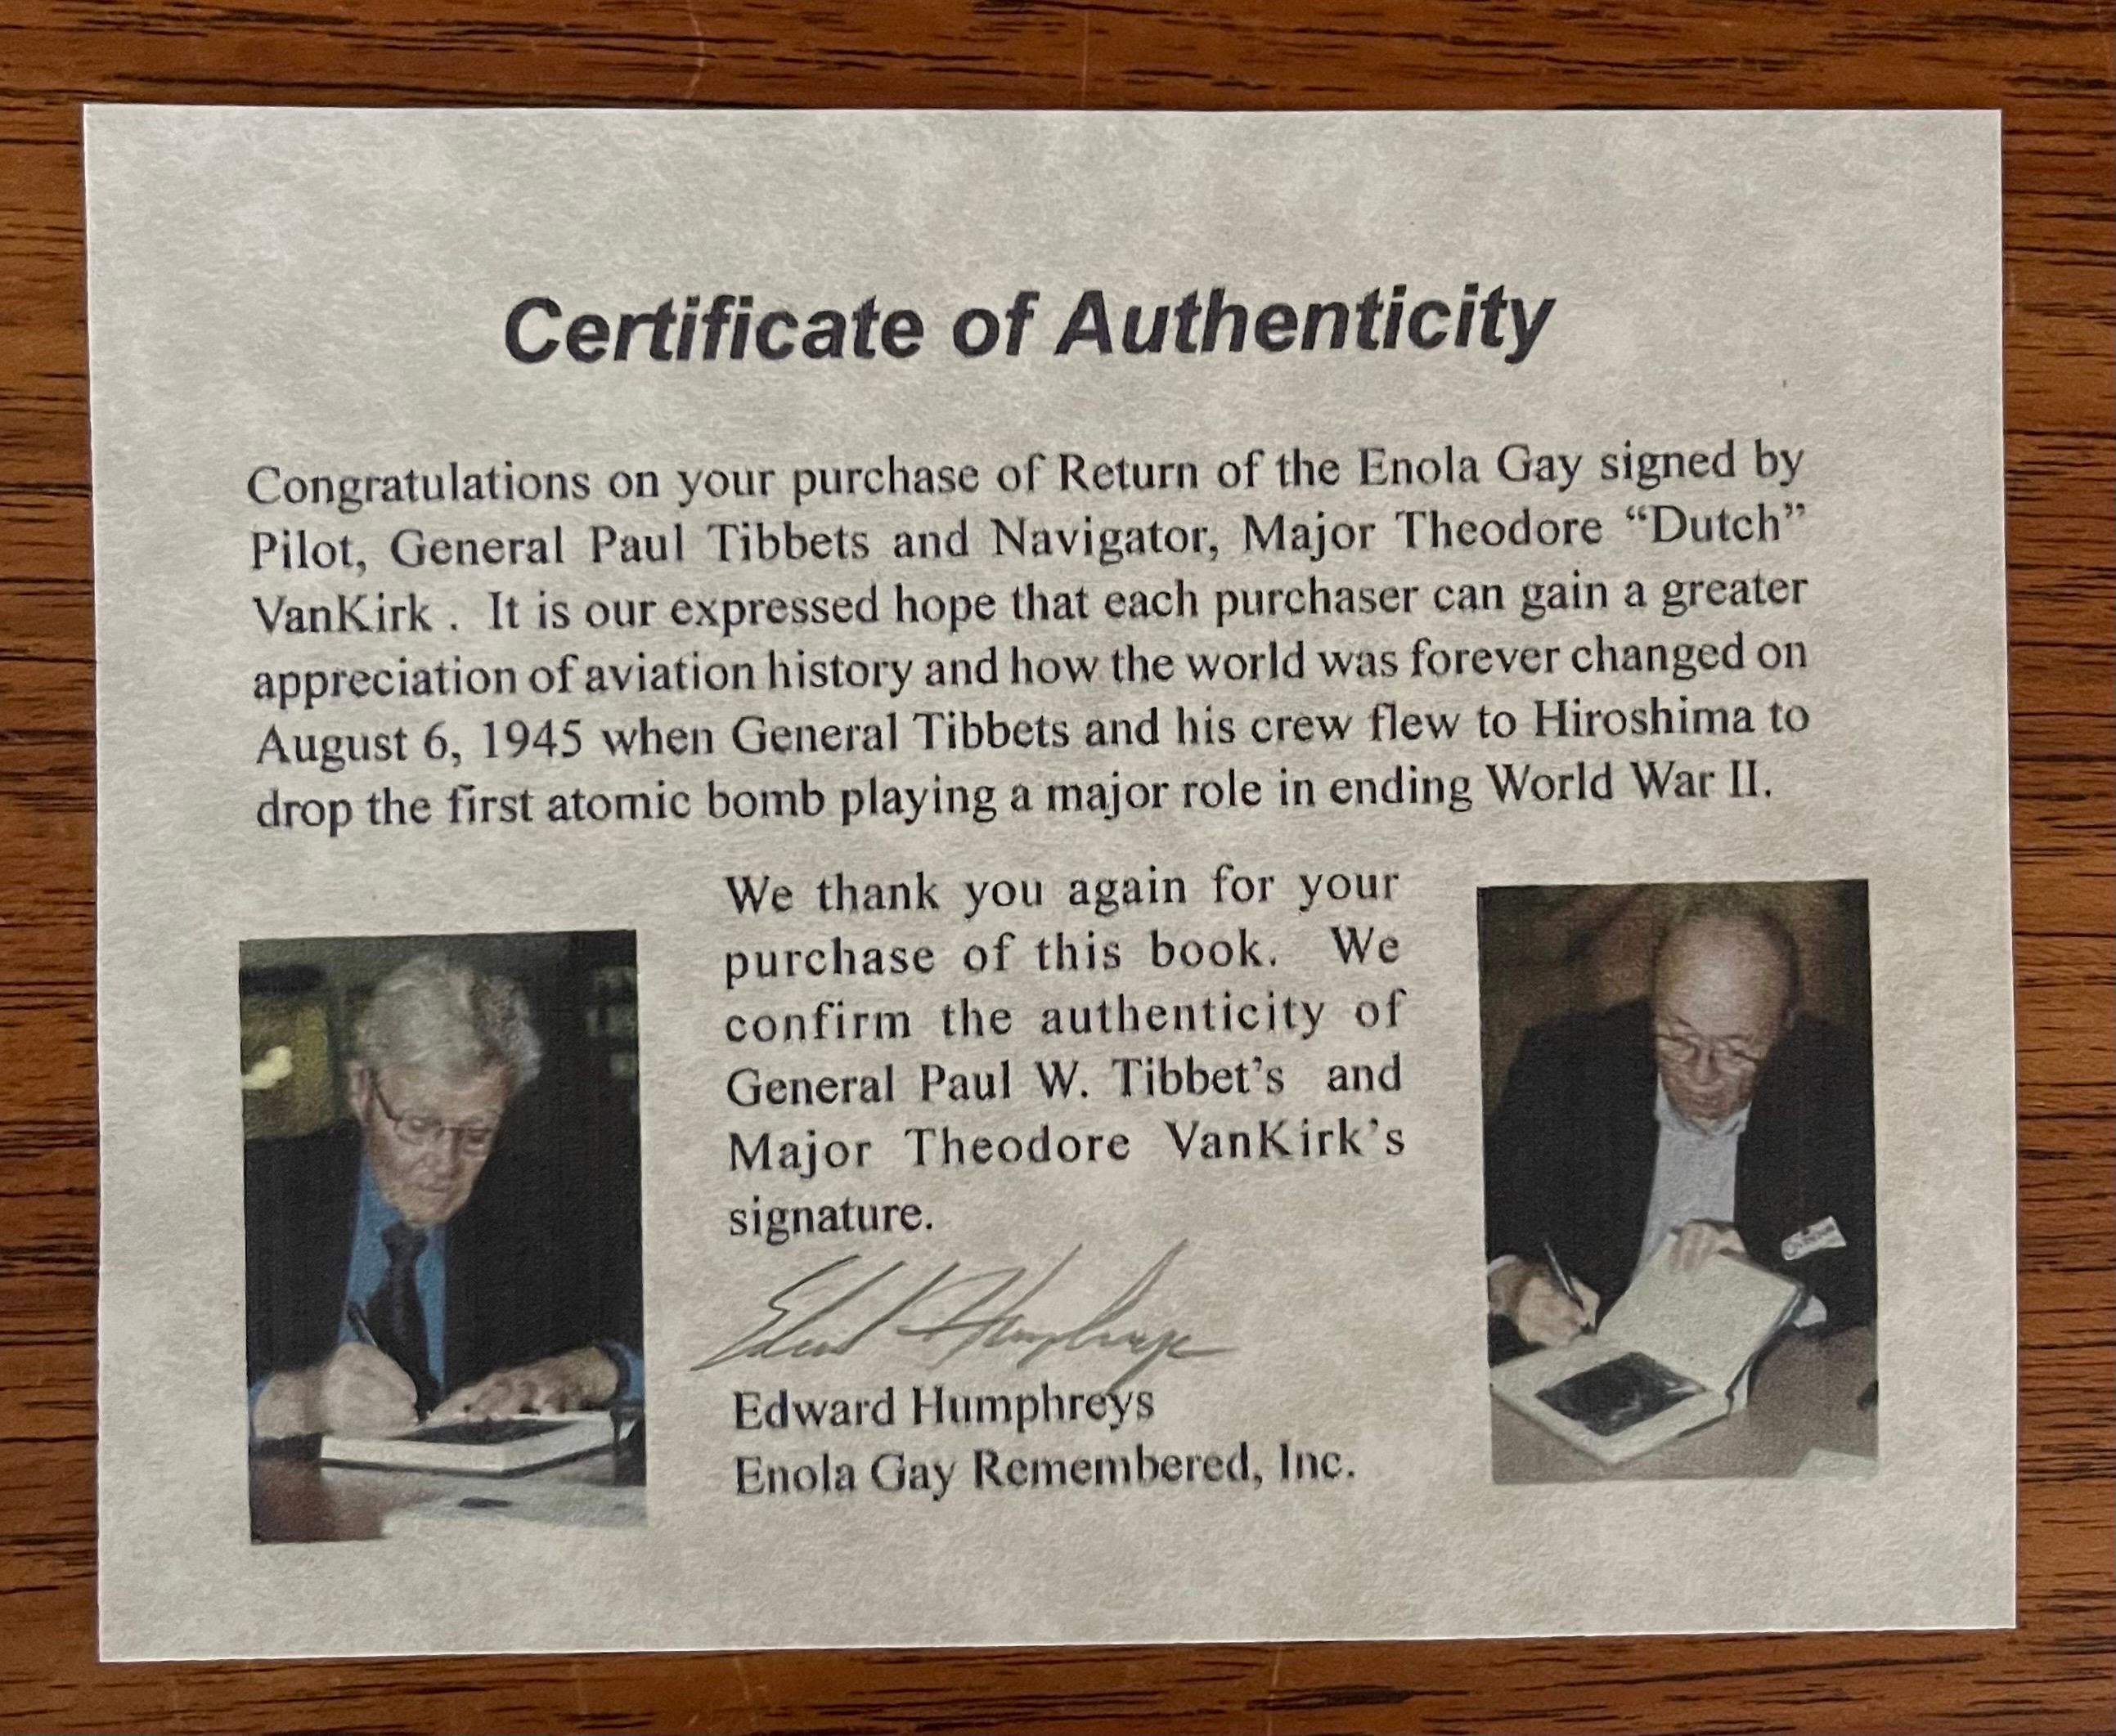 Certificate of Authenticity
Congratulations on your purchase of Return of the Enola Gay signed by
Pilot, General Paul Tibbets and Navigator, Major Theodore “Dutch”
VanKirk .  It is our expressed hope that each purchaser can gain a greater
appreciation of aviation history and how the world was forever changed on
August 6, 1945 when General Tibbets and his crew flew to Hiroshima to
drop the first atomic bomb playing a major role in ending World War II.
We thank you again for your
purchase of this book.  We
confirm the authenticity of
General Paul W. Tibbet’s  and
Major Theodore VanKirk’s
signature.
Edward Humphreys
Edward Humphreys
Enola Gay Remembered, Inc.